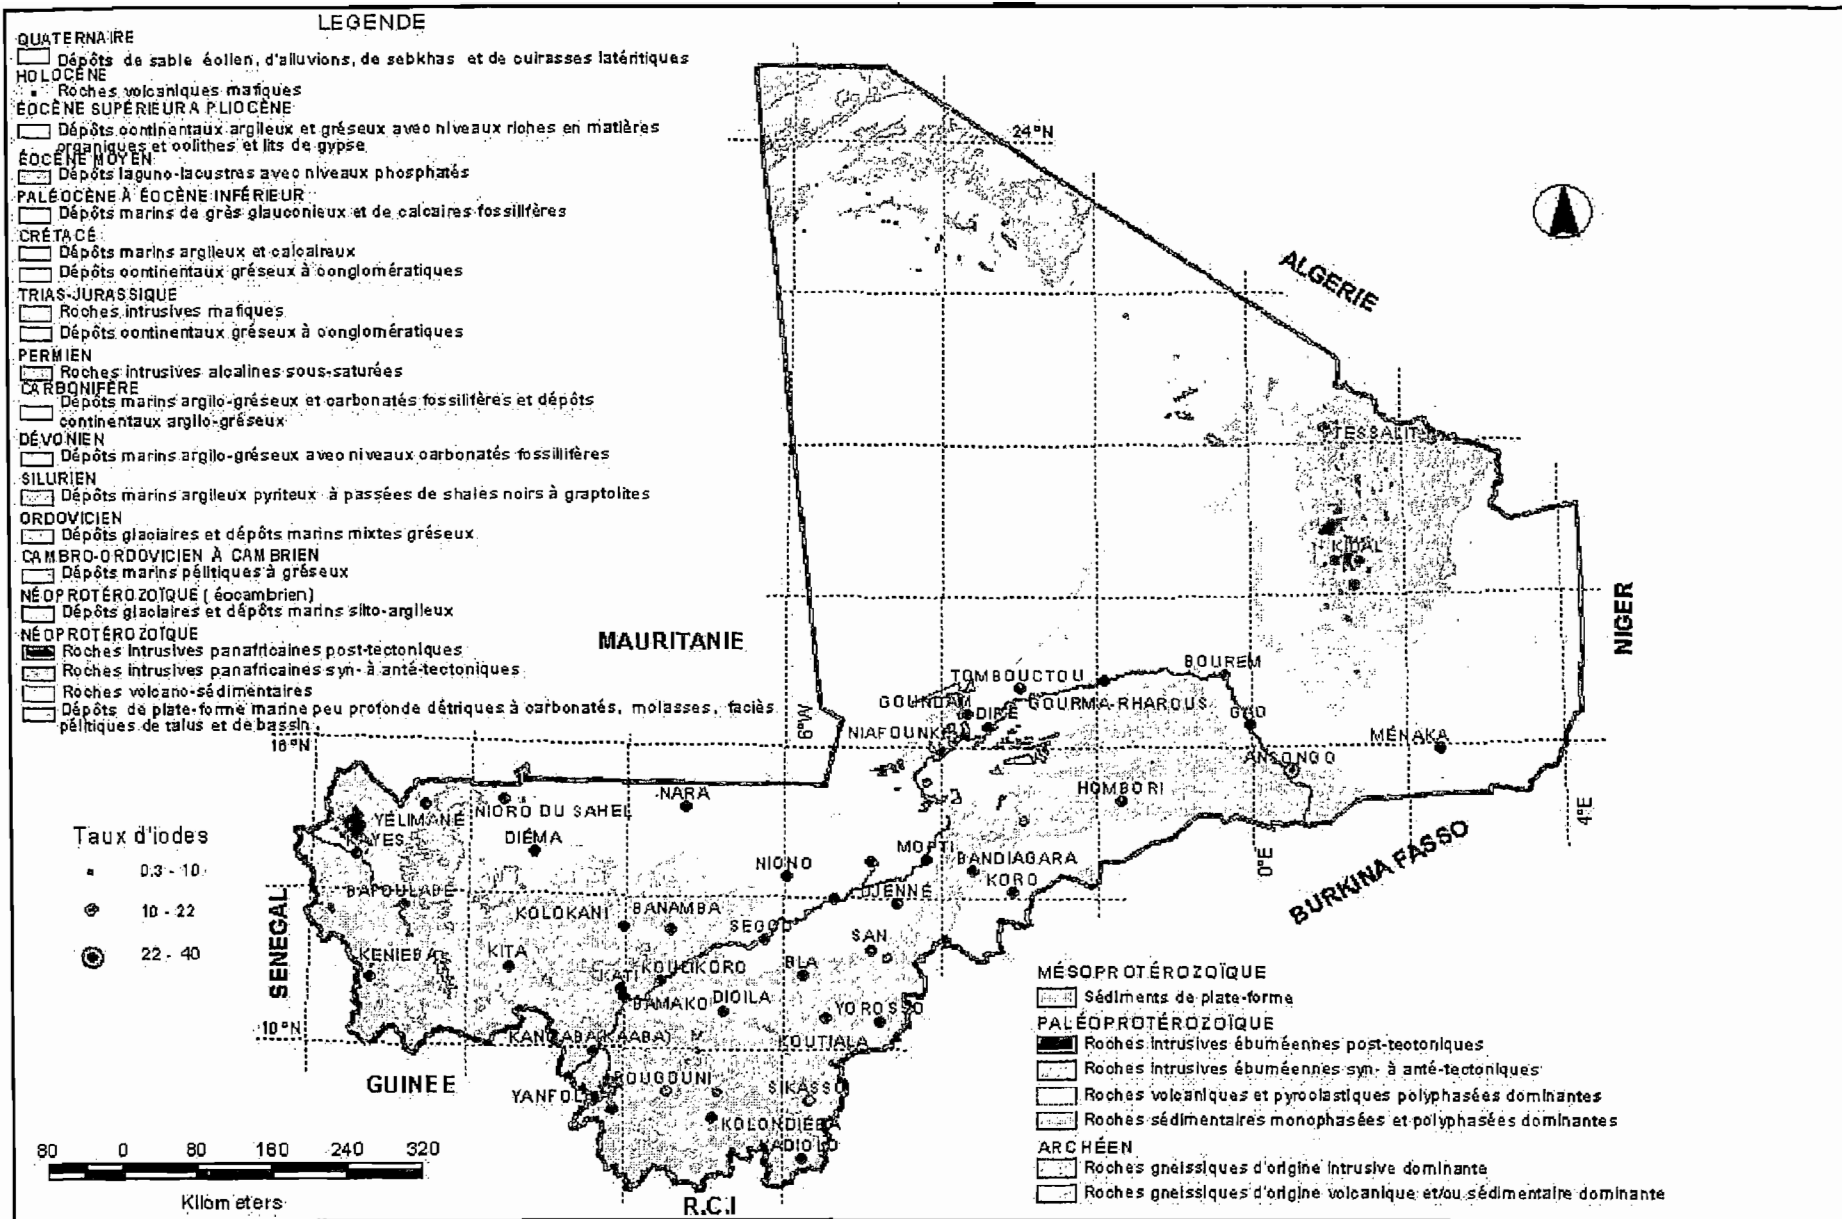 LEGENDE
QUATERNAIRE
Dépôts de sable éolien, d'alluvions, de sebkhas et de cuirasses latéritiques
HOLOCÈNE
Roches volcaniques mafiques
ÉOCÈNE SUPÉRIEUR A PLIOCÈNE
Dépôts continentaux argileux et gréseux avec niveaux riches en matières
organiques et oolithes et lits de gypse
ÉOCÈNE MOYEN
Dépôts laguno-lacustres avec niveaux phosphatés
PALÉOCÈNE À ÉOCÈNE INFÉRIEUR
Dépôts marins de grès glauconieux et de calcaires fossilifères
CRÉTACÉ
Dépôts marins argileux et calcaireux
Dépôts continentaux gréseux à conglomératiques
TRIAS-JURASSIQUE
Roches intrusives mafiques
Dépôts continentaux gréseux à conglomératiques
PERMIEN
Roches intrusives alcalines sous-saturées
CARBONIFÈRE
Dépôts marins argilo-gréseux et carbonatés fossilifères et dépôts
continentaux argilo-gréseux
DÉVONIEN
Dépôts marins argilo-gréseux avec niveaux carbonatés fossillifères
SILURIEN
Dépôts marins argileux pyriteux à passées de shales noirs à graptolites
ORDOVICIEN
Dépôts glaciaires et dépôts marins mixtes gréseux
CAMBRO-ORDOVICIEN À CAMBRIEN
Dépôts marins pélitiques à gréseux
NÉOPROTÉROZOÏQUE (éocambrien)
Dépôts glaciaires et dépôts marins silto-argileux
NÉOPROTÉROZOÏQUE
Roches intrusives panafricaines post-tectoniques
Roches intrusives panafricaines syn- à anté-tectoniques
Roches volcano-sédimentaires
Dépôts de plate-forme marine peu profonde détriques à carbonatés, molasses, faciès
pélitiques de talus et de bassin
24°N
ALGERIE
TESSALIT
KIDAL
NIGER
MAURITANIE
BOUREM
TOMBOUCTOU
GOUNDAM
DIRÉ
GOURMA-RHAROUS
GAO
NIAFOUNKÉ
16°N
MÉNAKA
ANSONGO
HOMBORI
NARA
NIORO DU SAHEL
YÉLIMANÉ
KAYES
DIÉMA
4°E
0°E
Taux d'iodes
0.3 - 10
10 - 22
22 - 40
NIONO
MOPTI
BANDIAGARA
KORO
DJENNÉ
BURKINA FASSO
BAFOULABE
SENEGAL
KOLOKANI
BANAMBA
SEGOU
SAN
KENIEBA
KITA
KATI
KOULIKORO
BLA
BAMAKO
DIOILA
YOROSSO
KOUTIALA
10°N
KANGABA (KAABA)
GUINEE
BOUGOUNI
SIKASSO
KOLONDIÉBA
KADIOLO
R.C.I
80 0 80 160 240 320
Kilometers
MÉSOPROTÉROZOÏQUE
Sédiments de plate-forme
PALÉOPROTÉROZOÏQUE
Roches intrusives éburnéennes post-tectoniques
Roches intrusives éburnéennes syn- à anté-tectoniques
Roches volcaniques et pyroclastiques polyphasées dominantes
Roches sédimentaires monophasées et polyphasées dominantes
ARCHÉEN
Roches gneissiques d'origine intrusive dominante
Roches gneissiques d'origine volcanique et/ou sédimentaire dominante